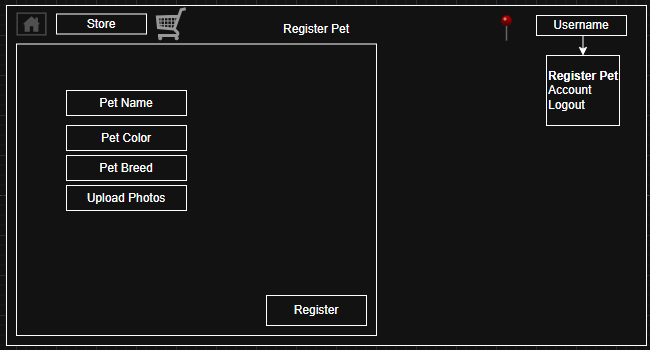 Store
Register Pet
Username
Register Pet
Account
Logout
Pet Name
Pet Color
Pet Breed
Upload Photos
Register